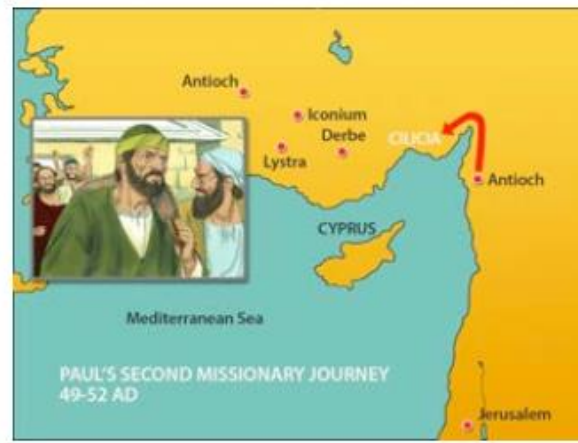 Antioch
Iconium
Derbe
Lystra
CILICIA
Antioch
CYPRUS
Mediterranean Sea
PAUL'S SECOND MISSIONARY JOURNEY
49-52 AD
Jerusalem